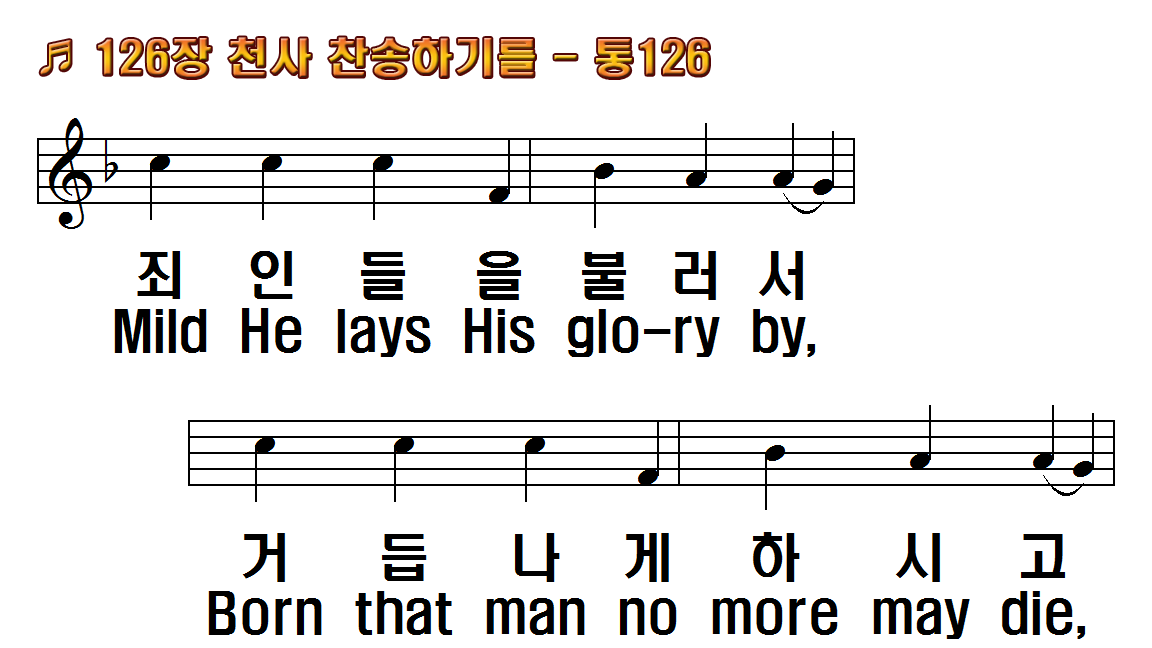 ♬ 126장 천사 찬송하기를 - 통126
죄 인 들 을 불 러 서
Mild He lays His glo-ry by,
거 듭 나 게 하 시 고
Born that man no more may die,